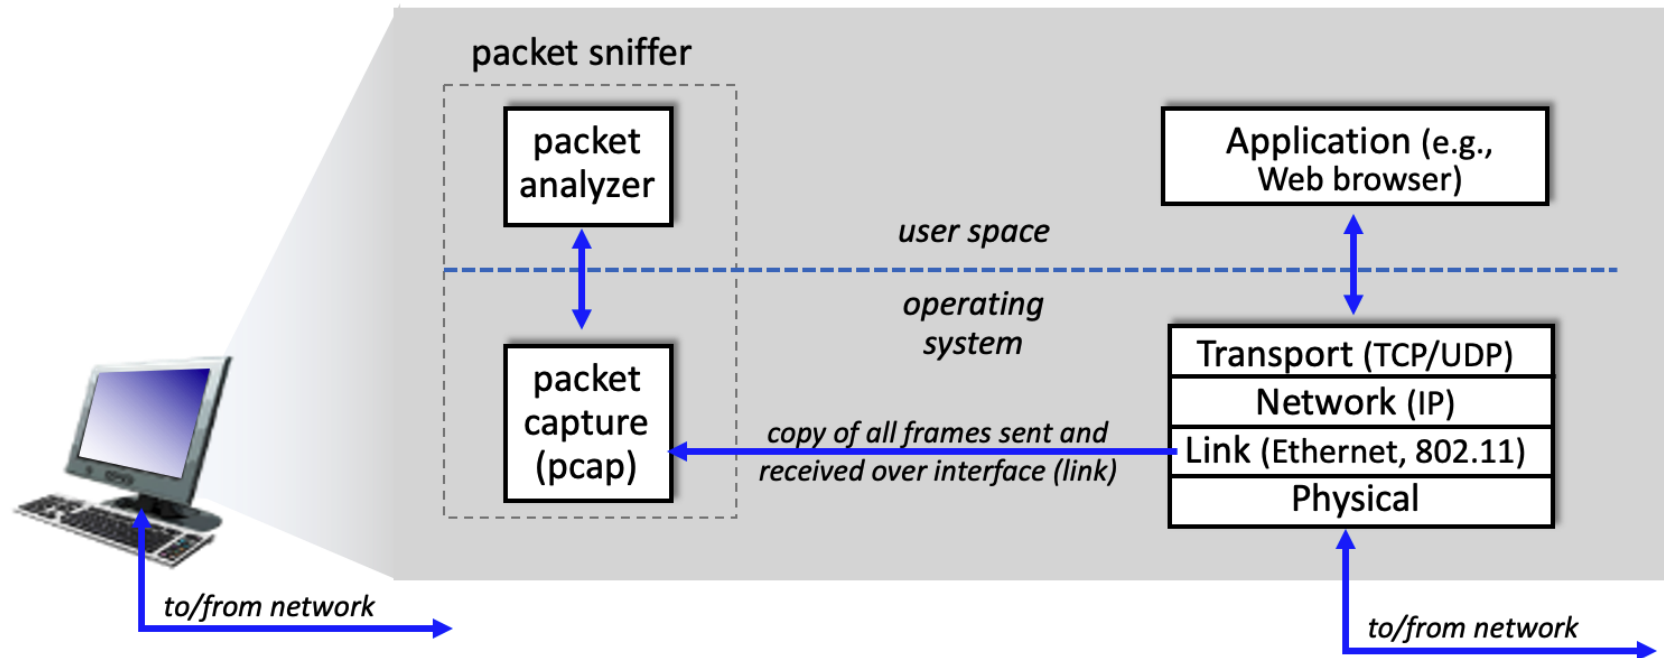 packet sniffer
packet
analyzer
Application (e.g.,
Web browser)
user space
operating
system
packet
capture
(pcap)
copy of all frames sent and
received over interface (link)
Transport (TCP/UDP)
Network (IP)
Link (Ethernet, 802.11)
Physical
to/from network
to/from network